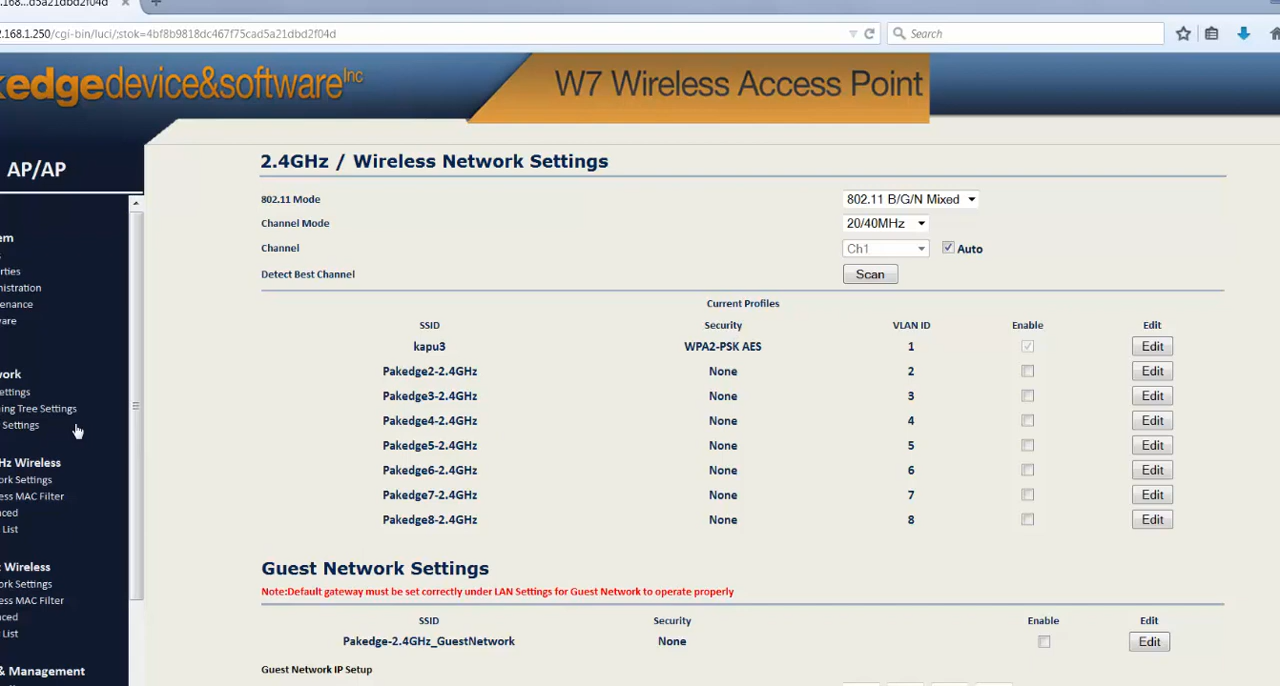 .168...d5a21dbd2f04d
2.168.1.250/cgi-bin/luci/;stok=4bf8b9818dc467f75cad5a21dbd2f04d
Search
kedgedevice&softwareInc
W7 Wireless Access Point
AP/AP
em
rties
nistration
enance
ware
work
ettings
ning Tree Settings
Settings
Hz Wireless
ork Settings
ess MAC Filter
nced
List
z Wireless
ork Settings
ess MAC Filter
nced
List
& Management
2.4GHz / Wireless Network Settings
802.11 Mode 802.11 B/G/N Mixed
Channel Mode 20/40MHz
Channel Ch1 Auto
Detect Best Channel Scan
Current Profiles
SSID Security VLAN ID Enable Edit
kapu3 WPA2-PSK AES 1 Edit
Pakedge2-2.4GHz None 2 Edit
Pakedge3-2.4GHz None 3 Edit
Pakedge4-2.4GHz None 4 Edit
Pakedge5-2.4GHz None 5 Edit
Pakedge6-2.4GHz None 6 Edit
Pakedge7-2.4GHz None 7 Edit
Pakedge8-2.4GHz None 8 Edit
Guest Network Settings
Note:Default gateway must be set correctly under LAN Settings for Guest Network to operate properly
SSID Security Enable Edit
Pakedge-2.4GHz_GuestNetwork None Edit
Guest Network IP Setup